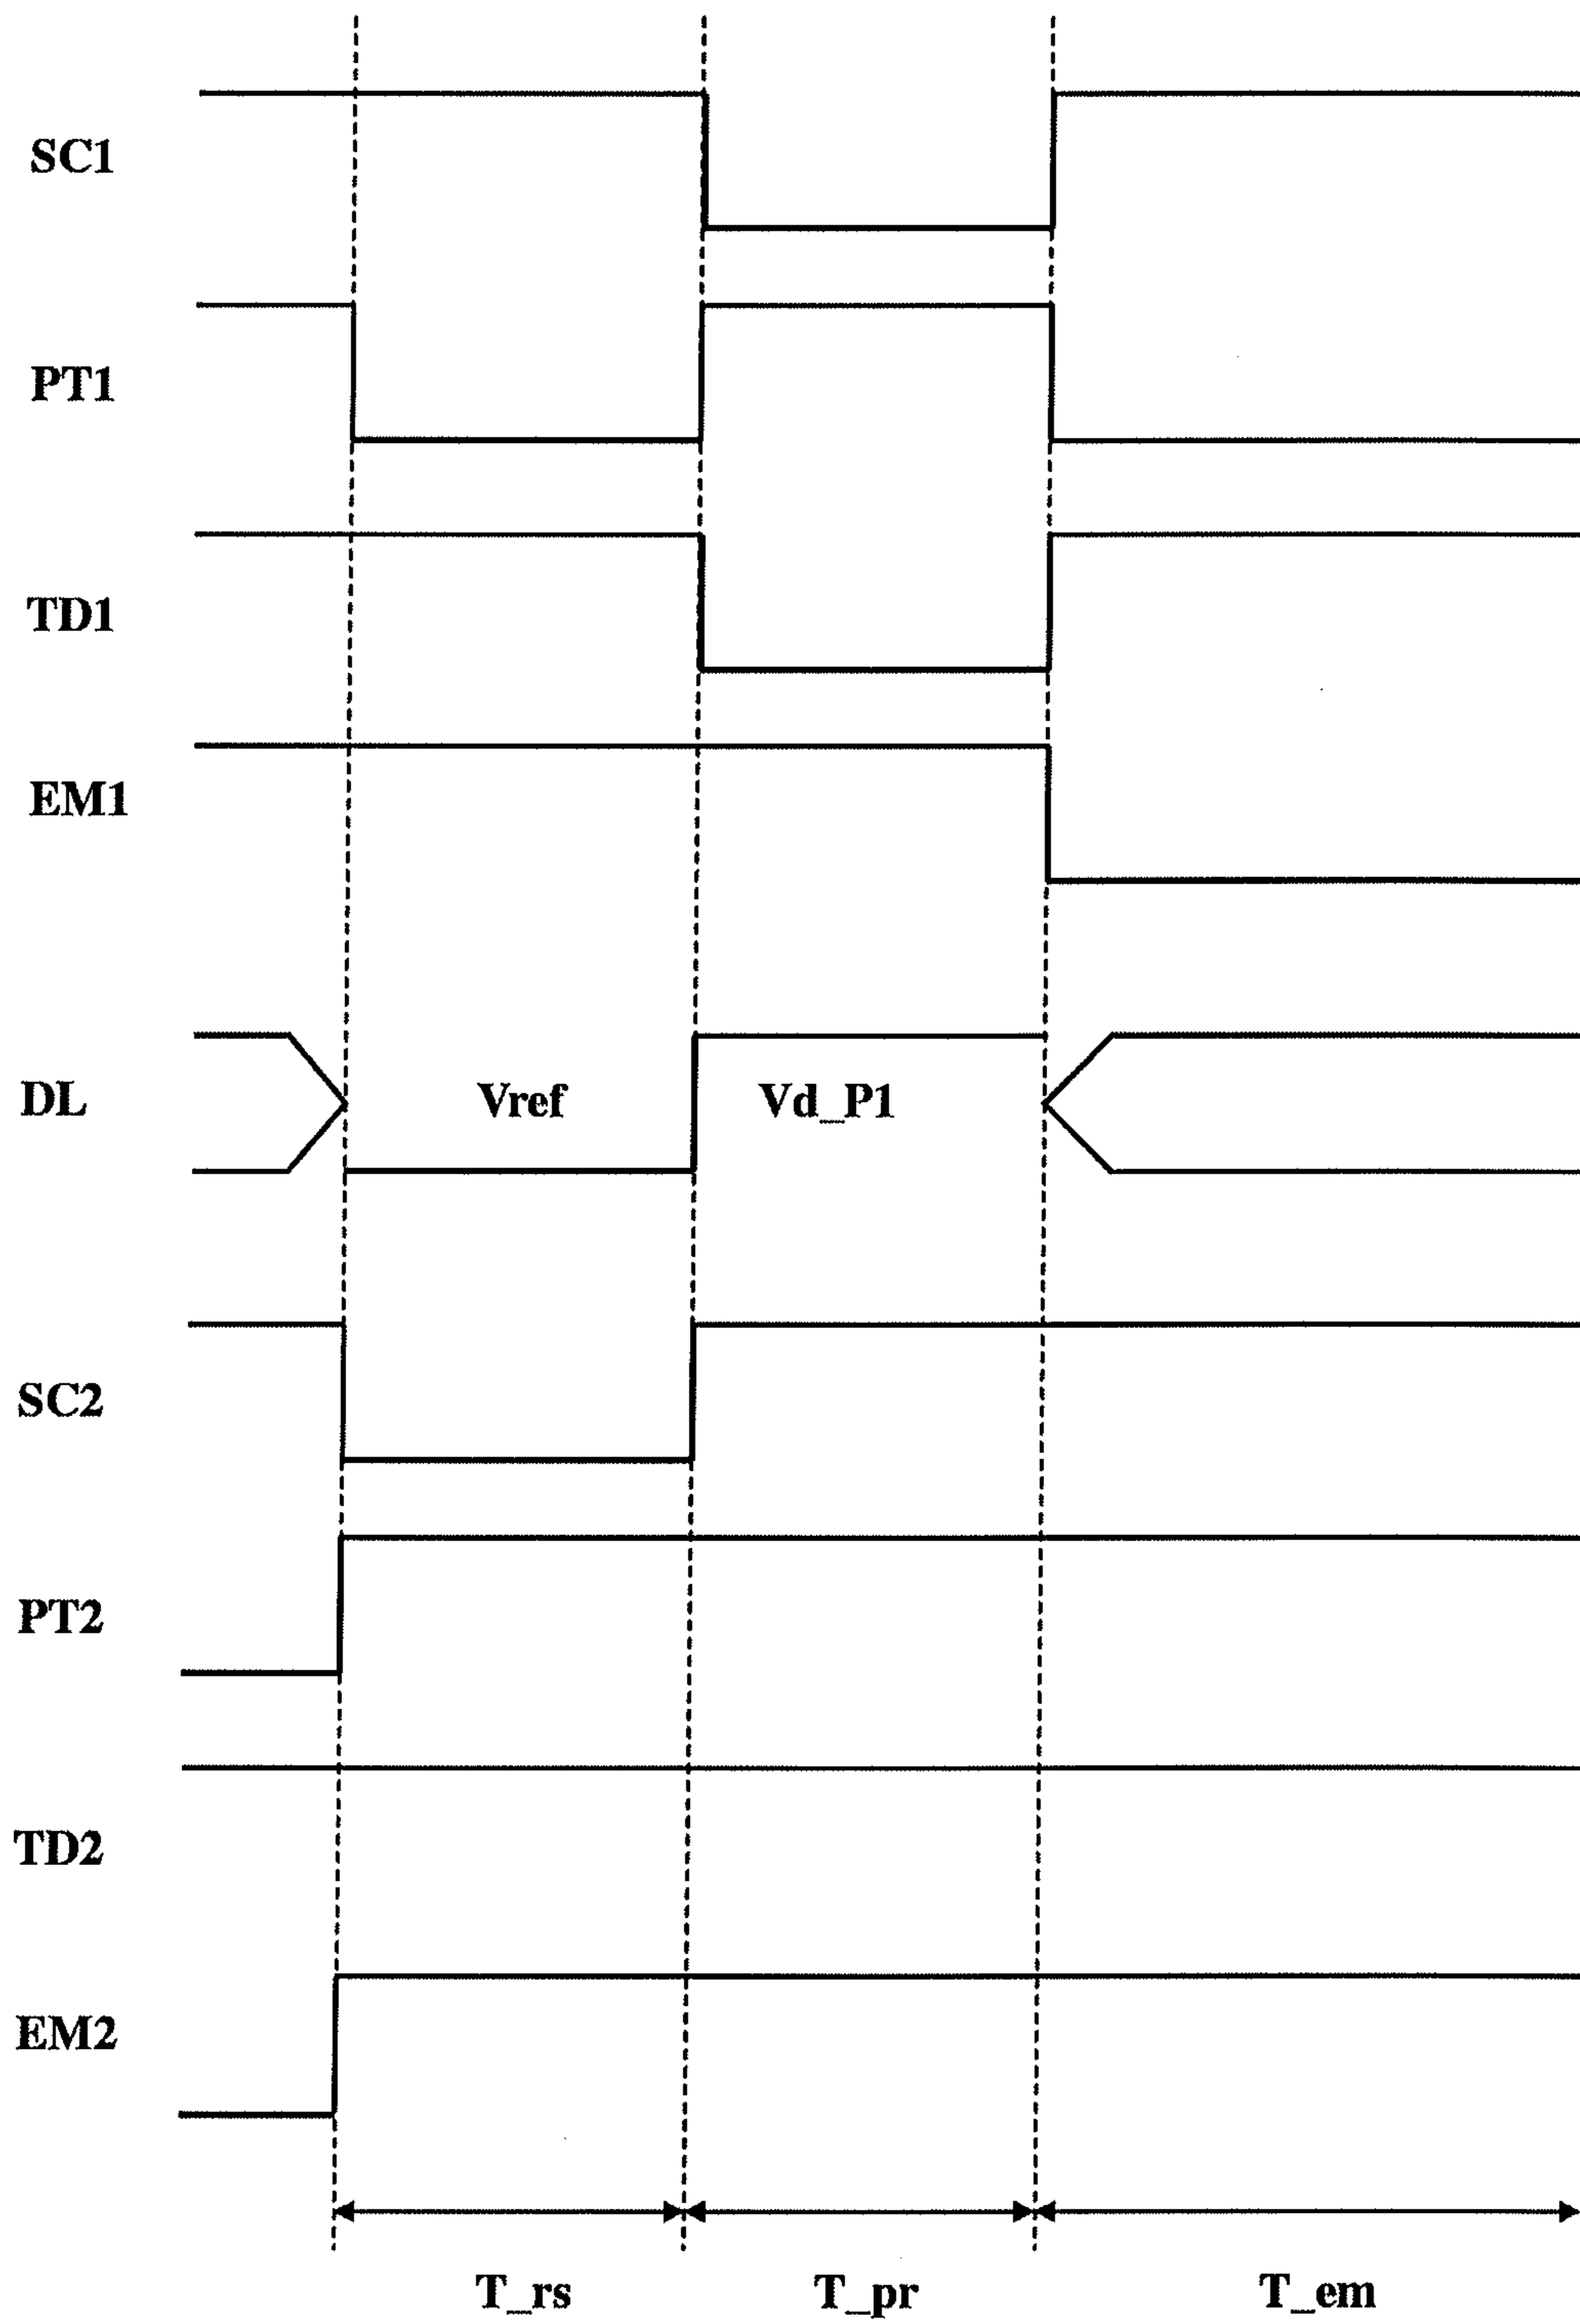 SC1
PT1
TD1
EM1
DL Vref Vd_P1
SC2
PT2
TD2
EM2
T_rs T_pr T_em